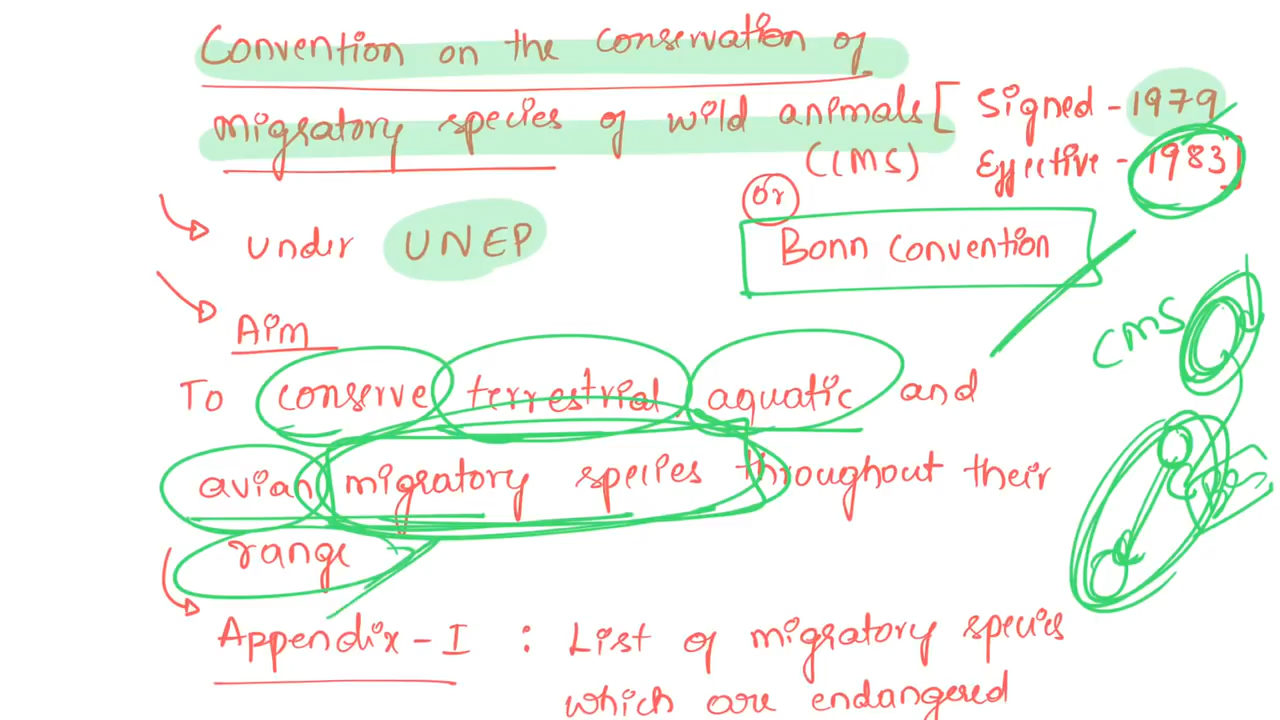 Convention on the conservation of
migratory species of wild animals [ Signed - 1979
(CMS) Effective - 1983]
or
Under UNEP
Bonn convention
Aim
CMS
To conserve terrestrial, aquatic and
avian migratory species throughout their
range
Appendix - I : List of migratory species
which are endangered